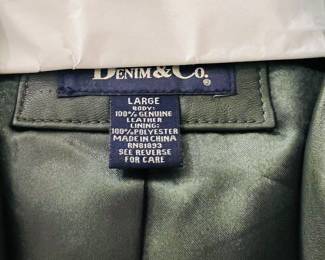 DENIM & CO.®
LARGE
BODY:
100% GENUINE
LEATHER
LINING:
100% POLYESTER
MADE IN CHINA
RN81893
SEE REVERSE
FOR CARE